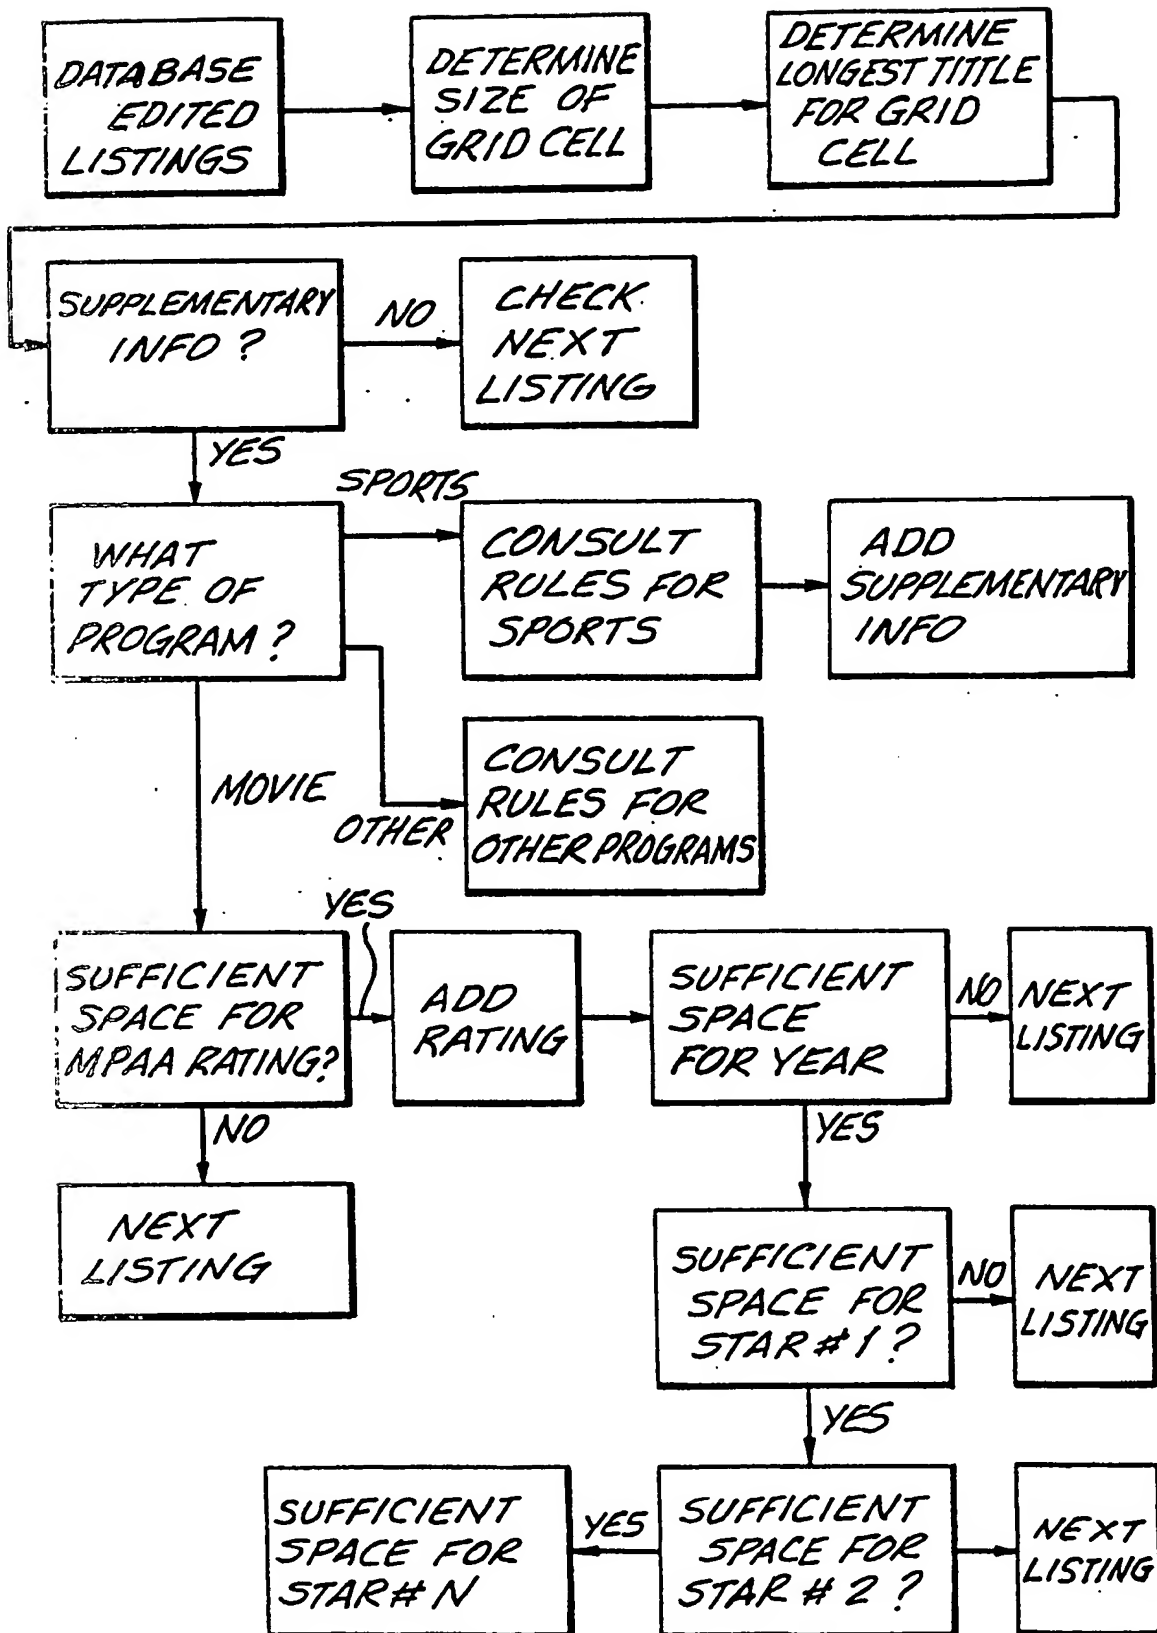 DATABASE
EDITED
LISTINGS
DETERMINE
SIZE OF
GRID CELL
DETERMINE
LONGEST TITTLE
FOR GRID
CELL
SUPPLEMENTARY
INFO ?
NO
CHECK
NEXT
LISTING
YES
WHAT
TYPE OF
PROGRAM ?
SPORTS
CONSULT
RULES FOR
SPORTS
ADD
SUPPLEMENTARY
INFO
OTHER
CONSULT
RULES FOR
OTHER PROGRAMS
MOVIE
SUFFICIENT
SPACE FOR
MPAA RATING?
YES
ADD
RATING
SUFFICIENT
SPACE
FOR YEAR
NO
NEXT
LISTING
NO
NEXT
LISTING
YES
SUFFICIENT
SPACE FOR
STAR #1 ?
NO
NEXT
LISTING
YES
SUFFICIENT
SPACE FOR
STAR #2 ?
NEXT
LISTING
YES
SUFFICIENT
SPACE FOR
STAR # N